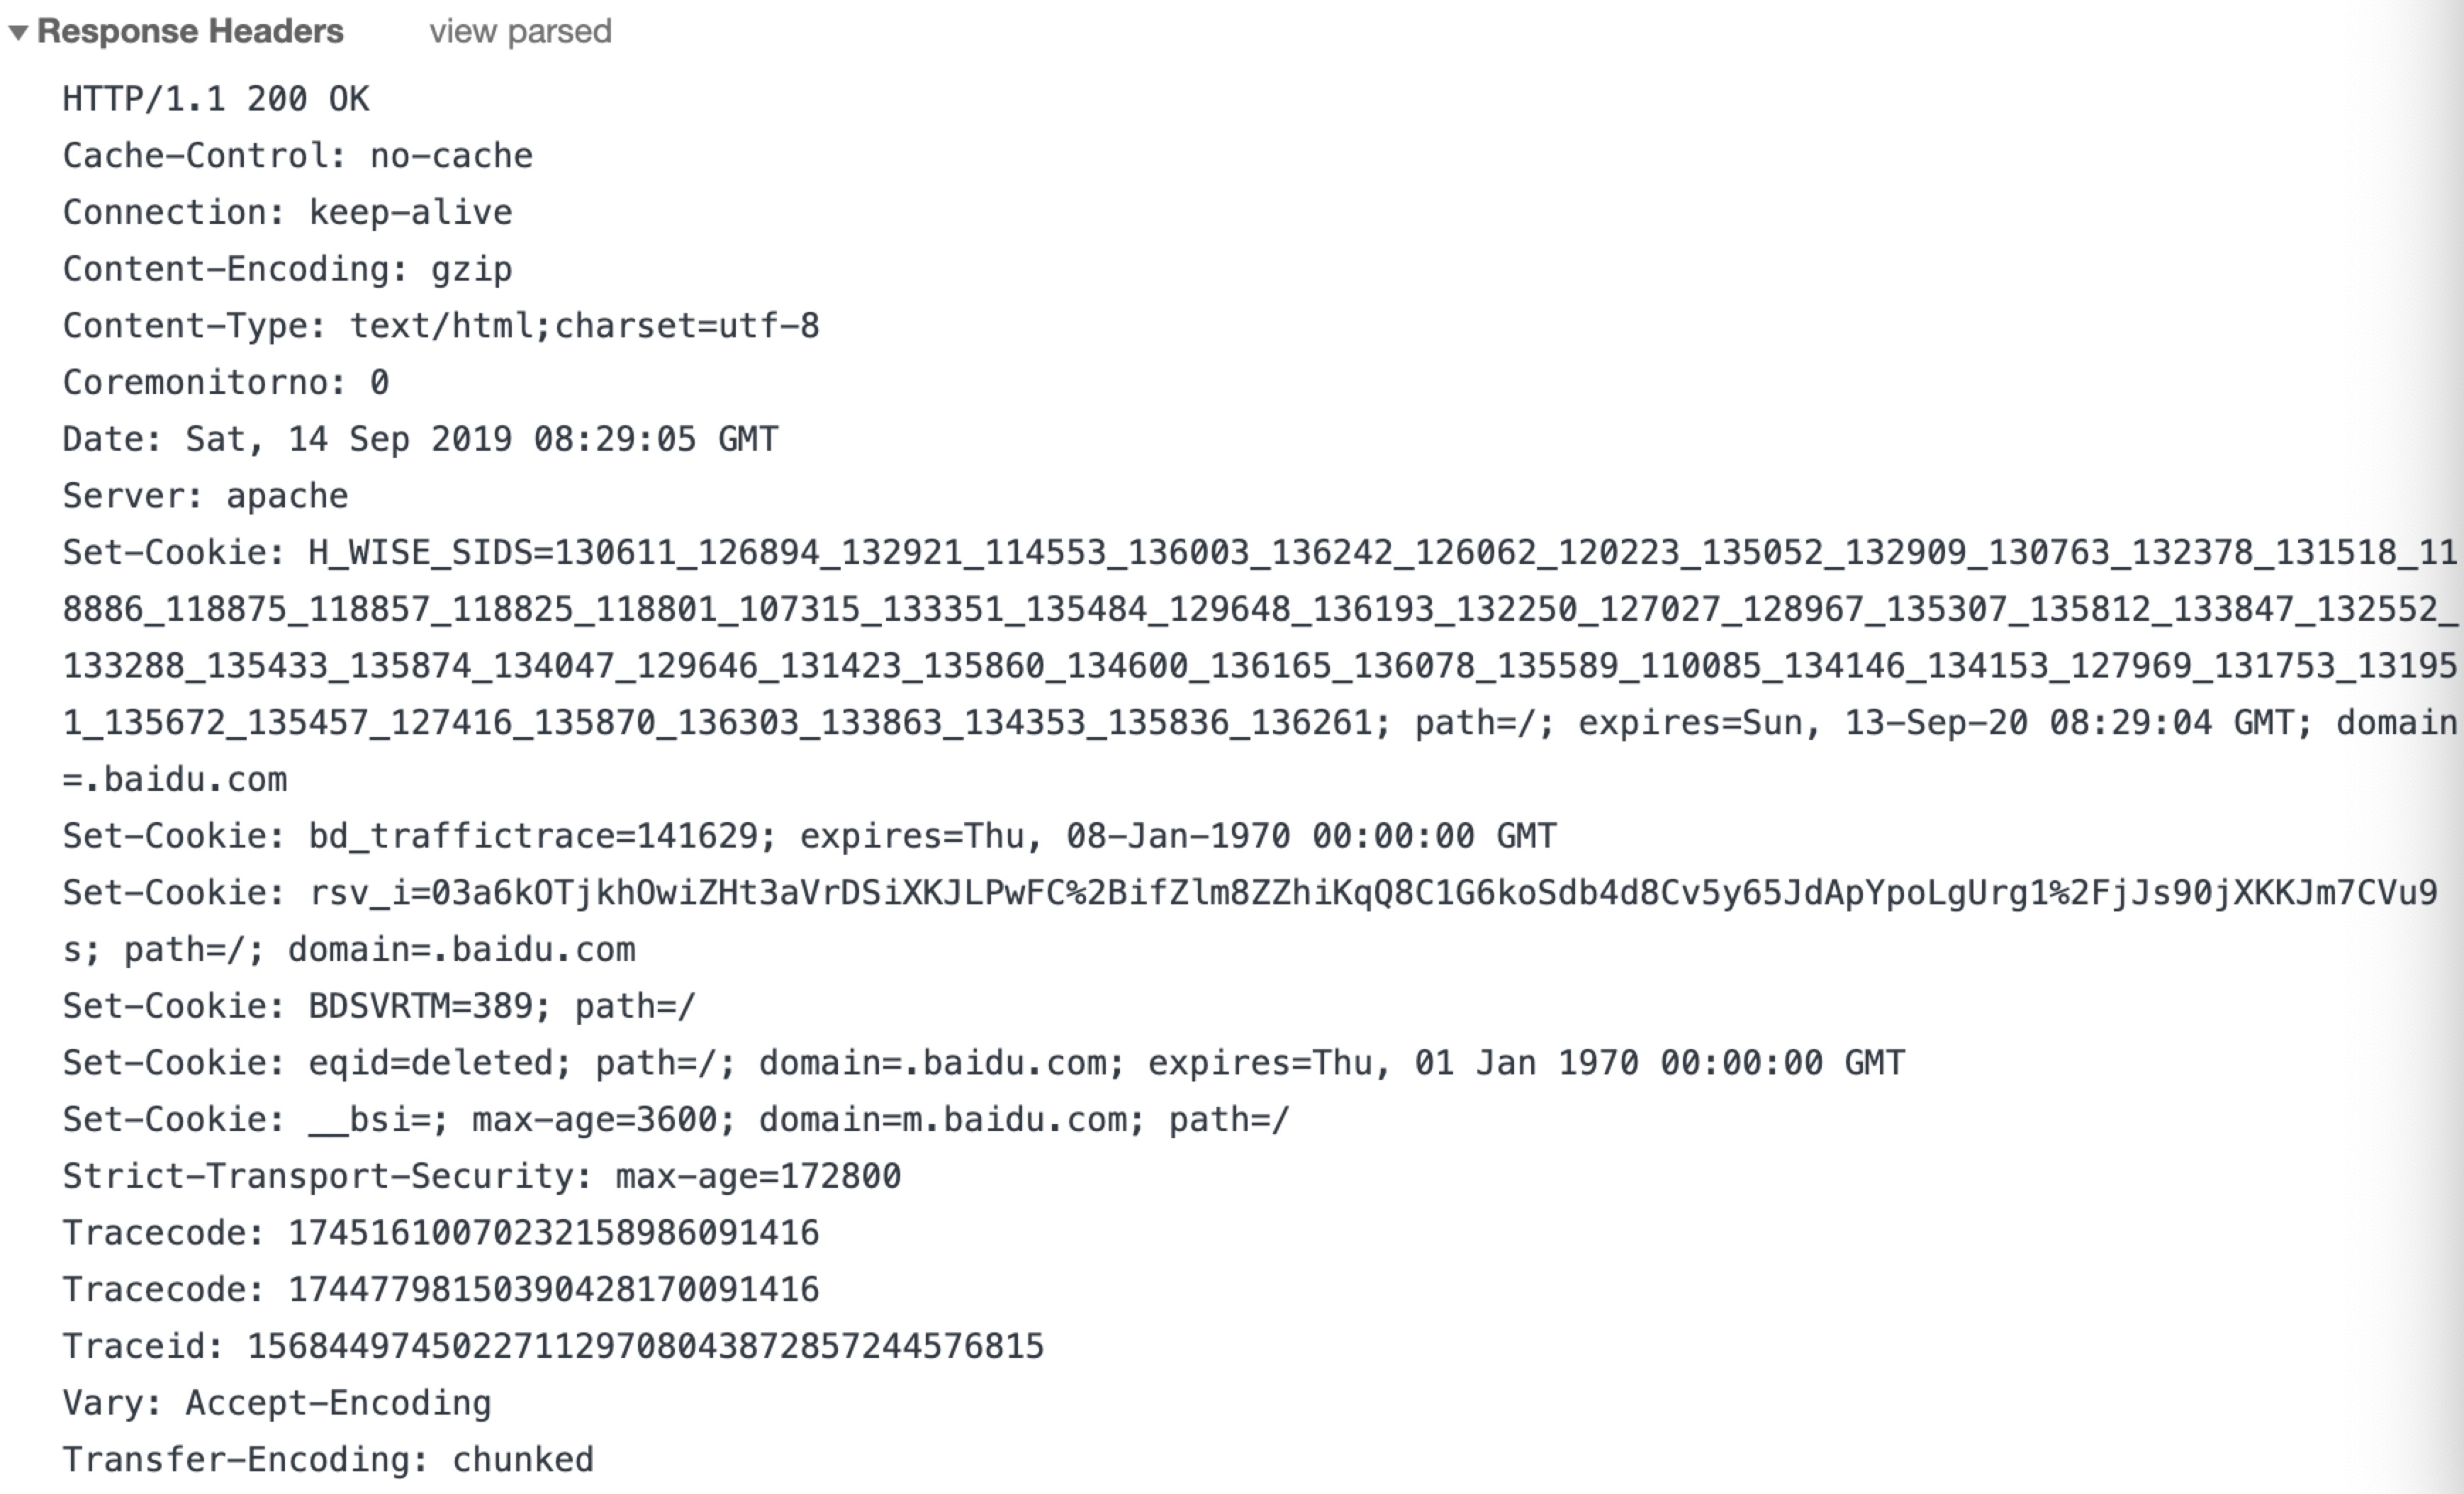 ▼ Response Headers view parsed
HTTP/1.1 200 OK
Cache-Control: no-cache
Connection: keep-alive
Content-Encoding: gzip
Content-Type: text/html;charset=utf-8
Coremonitorno: 0
Date: Sat, 14 Sep 2019 08:29:05 GMT
Server: apache
Set-Cookie: H_WISE_SIDS=130611_126894_132921_114553_136003_136242_126062_120223_135052_132909_130763_132378_131518_11
8886_118875_118857_118825_118801_107315_133351_135484_129648_136193_132250_127027_128967_135307_135812_133847_132552_
133288_135433_135874_134047_129646_131423_135860_134600_136165_136078_135589_110085_134146_134153_127969_131753_13195
1_135672_135457_127416_135870_136303_133863_134353_135836_136261; path=/; expires=Sun, 13-Sep-20 08:29:04 GMT; domain
=.baidu.com
Set-Cookie: bd_traffictrace=141629; expires=Thu, 08-Jan-1970 00:00:00 GMT
Set-Cookie: rsv_i=03a6kOTjkhOwiZHt3aVrDSiXKJLPwFC%2BifZlm8ZZhiKqQ8C1G6koSdb4d8Cv5y65JdApYpoLgUrg1%2FjJs90jXKKJm7CVu9
s; path=/; domain=.baidu.com
Set-Cookie: BDSVRTM=389; path=/
Set-Cookie: eqid=deleted; path=/; domain=.baidu.com; expires=Thu, 01 Jan 1970 00:00:00 GMT
Set-Cookie: __bsi=; max-age=3600; domain=m.baidu.com; path=/
Strict-Transport-Security: max-age=172800
Tracecode: 17451610070232158986091416
Tracecode: 17447798150390428170091416
Traceid: 156844974502271129708043872857244576815
Vary: Accept-Encoding
Transfer-Encoding: chunked